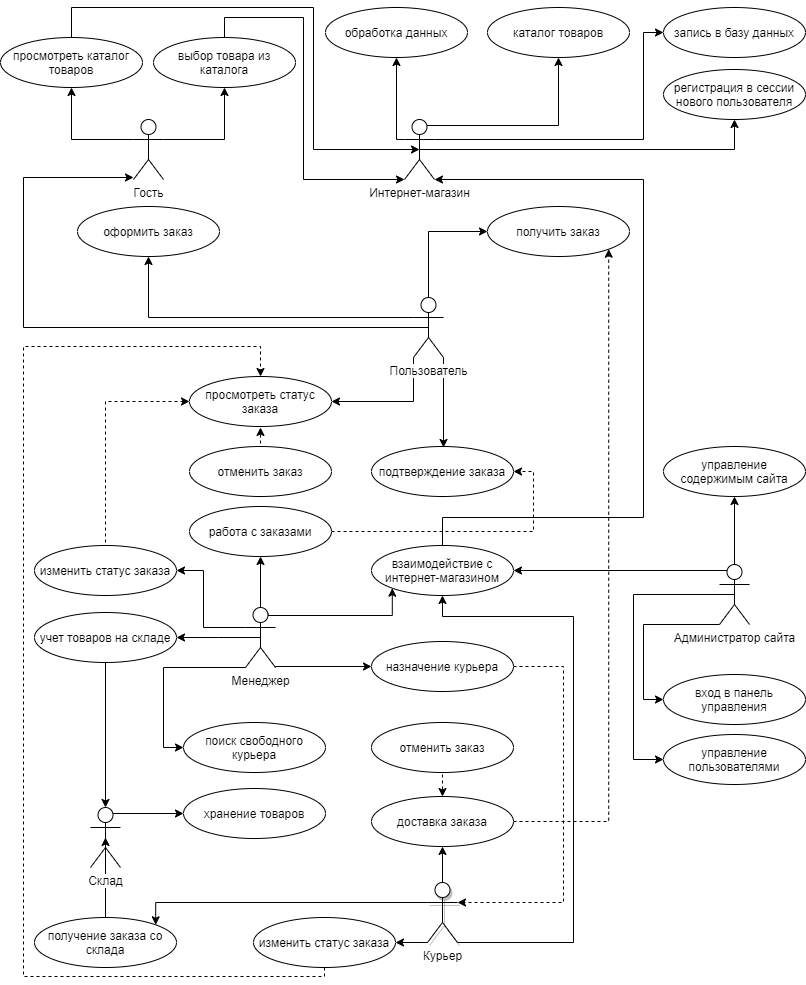 обработка данных
каталог товаров
запись в базу данных
просмотреть каталог
товаров
выбор товара из
каталога
регистрация в сессии
нового пользователя
Гость
Интернет-магазин
оформить заказ
получить заказ
Пользователь
просмотреть статус
заказа
отменить заказ
подтверждение заказа
управление
содержимым сайта
работа с заказами
изменить статус заказа
взаимодействие с
интернет-магазином
учет товаров на складе
Администратор сайта
Менеджер
назначение курьера
вход в панель
управления
поиск свободного
курьера
отменить заказ
управление
пользователями
хранение товаров
доставка заказа
Склад
получение заказа со
склада
изменить статус заказа
Курьер